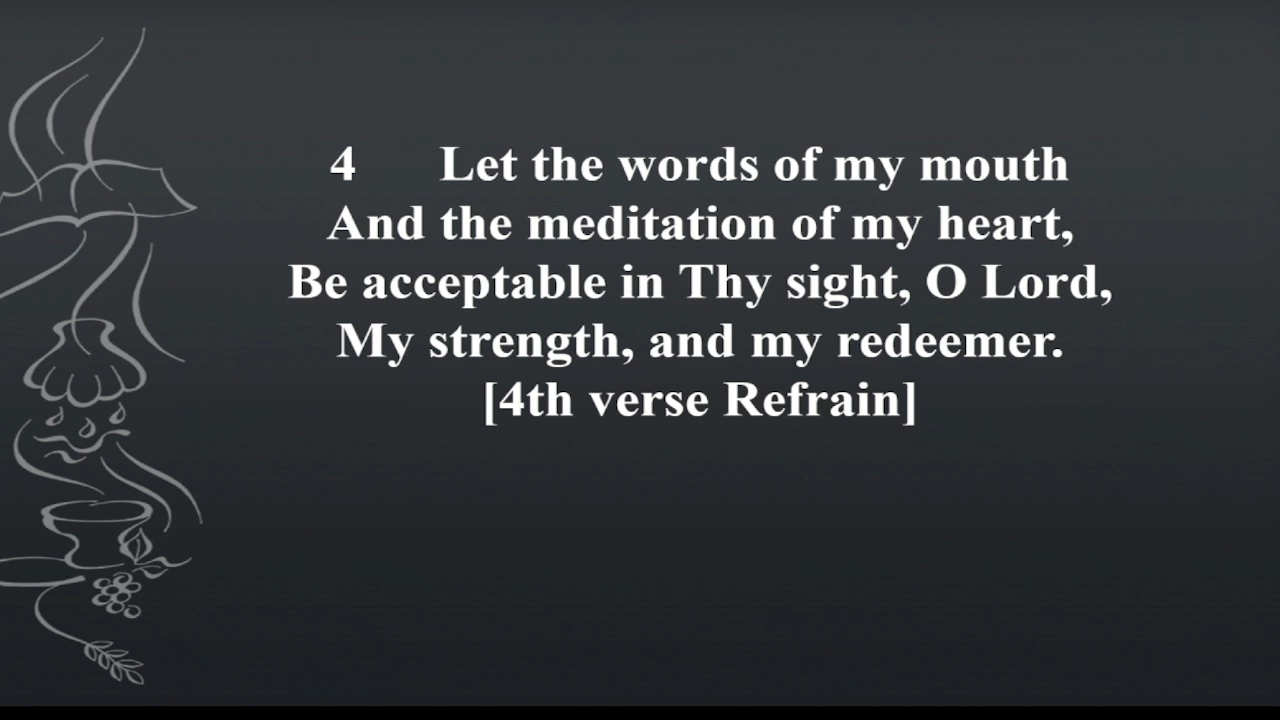 4 Let the words of my mouth
And the meditation of my heart,
Be acceptable in Thy sight, O Lord,
My strength, and my redeemer.
[4th verse Refrain]